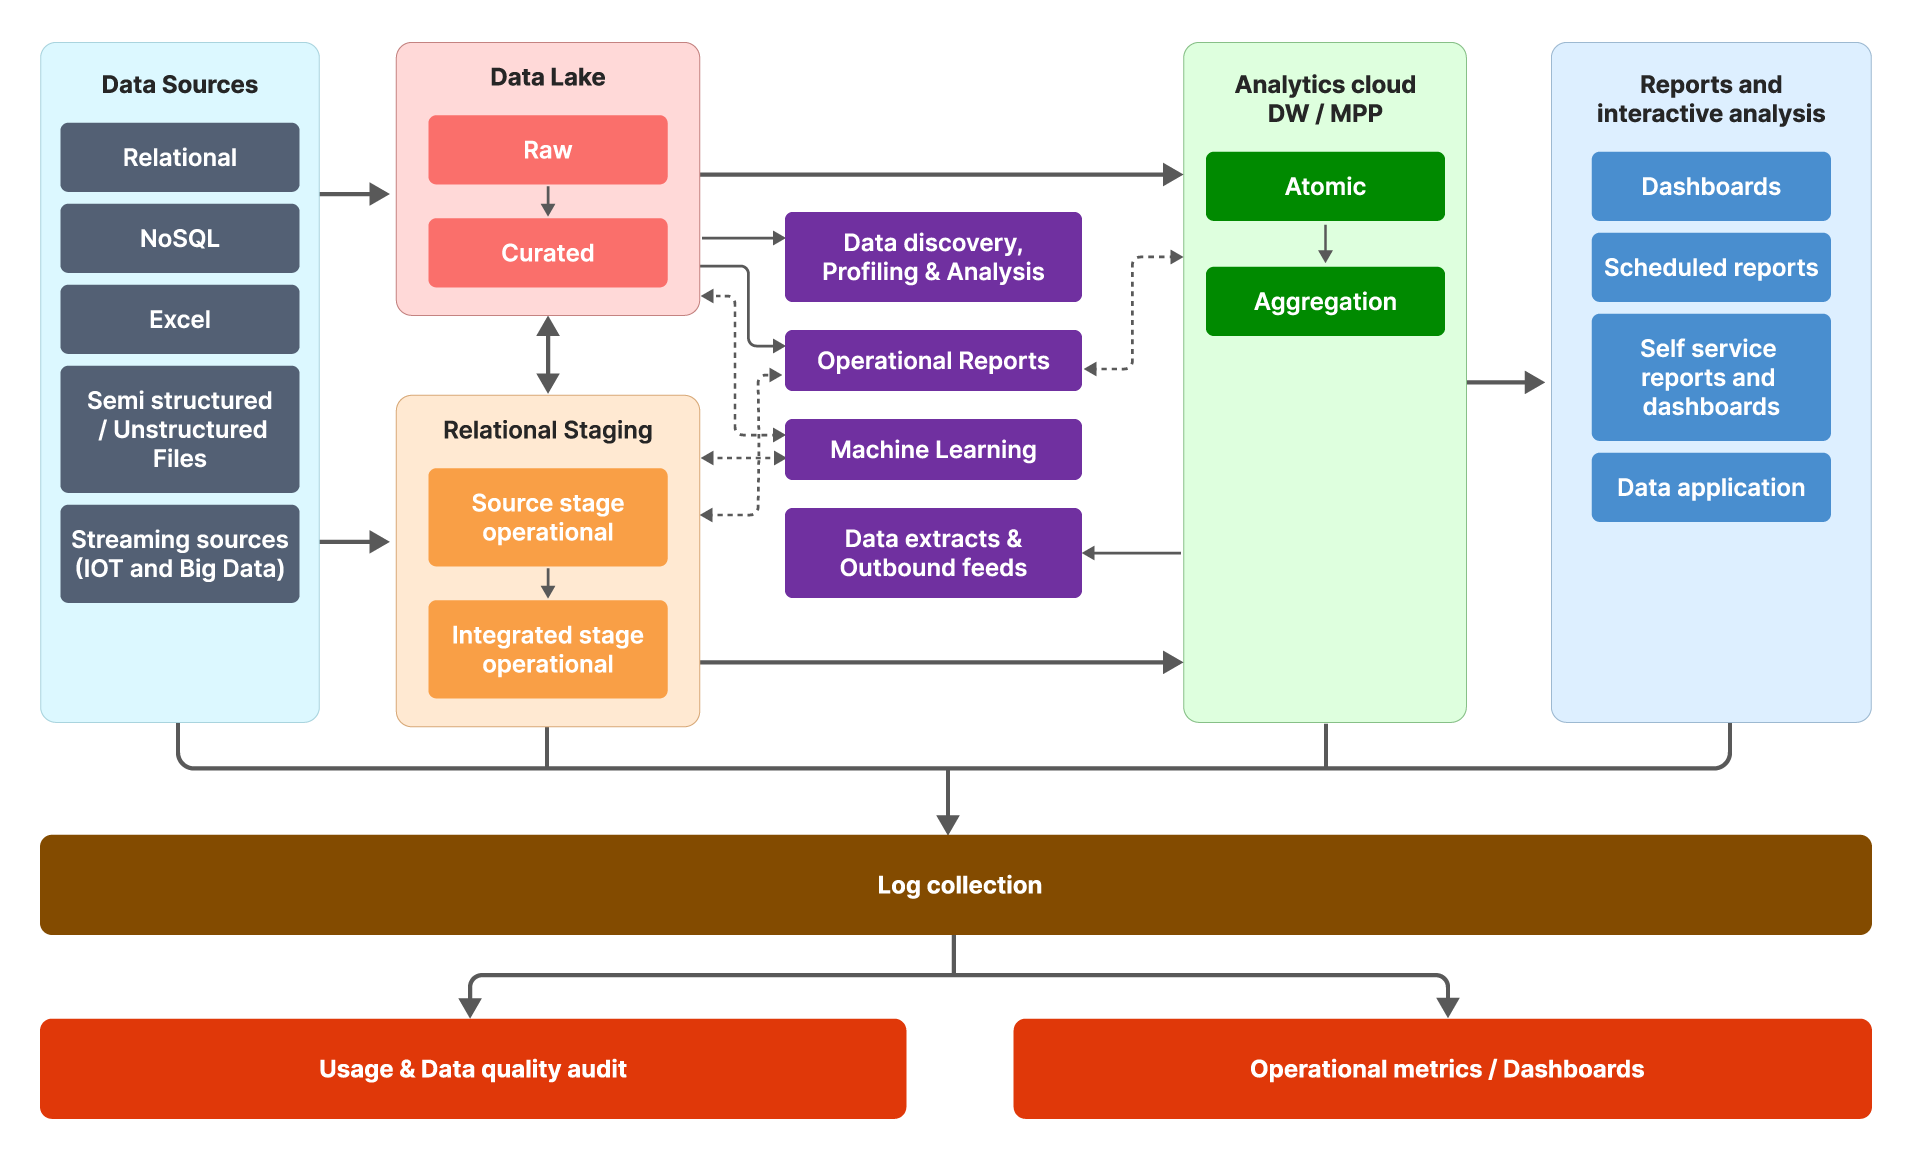 Data Sources
Relational
NoSQL
Excel
Semi structured
/ Unstructured
Files
Streaming sources
(IOT and Big Data)
Data Lake
Raw
Curated
Relational Staging
Source stage
operational
Integrated stage
operational
Data discovery,
Profiling & Analysis
Operational Reports
Machine Learning
Data extracts &
Outbound feeds
Analytics cloud
DW / MPP
Atomic
Aggregation
Reports and
interactive analysis
Dashboards
Scheduled reports
Self service
reports and
dashboards
Data application
Log collection
Usage & Data quality audit
Operational metrics / Dashboards